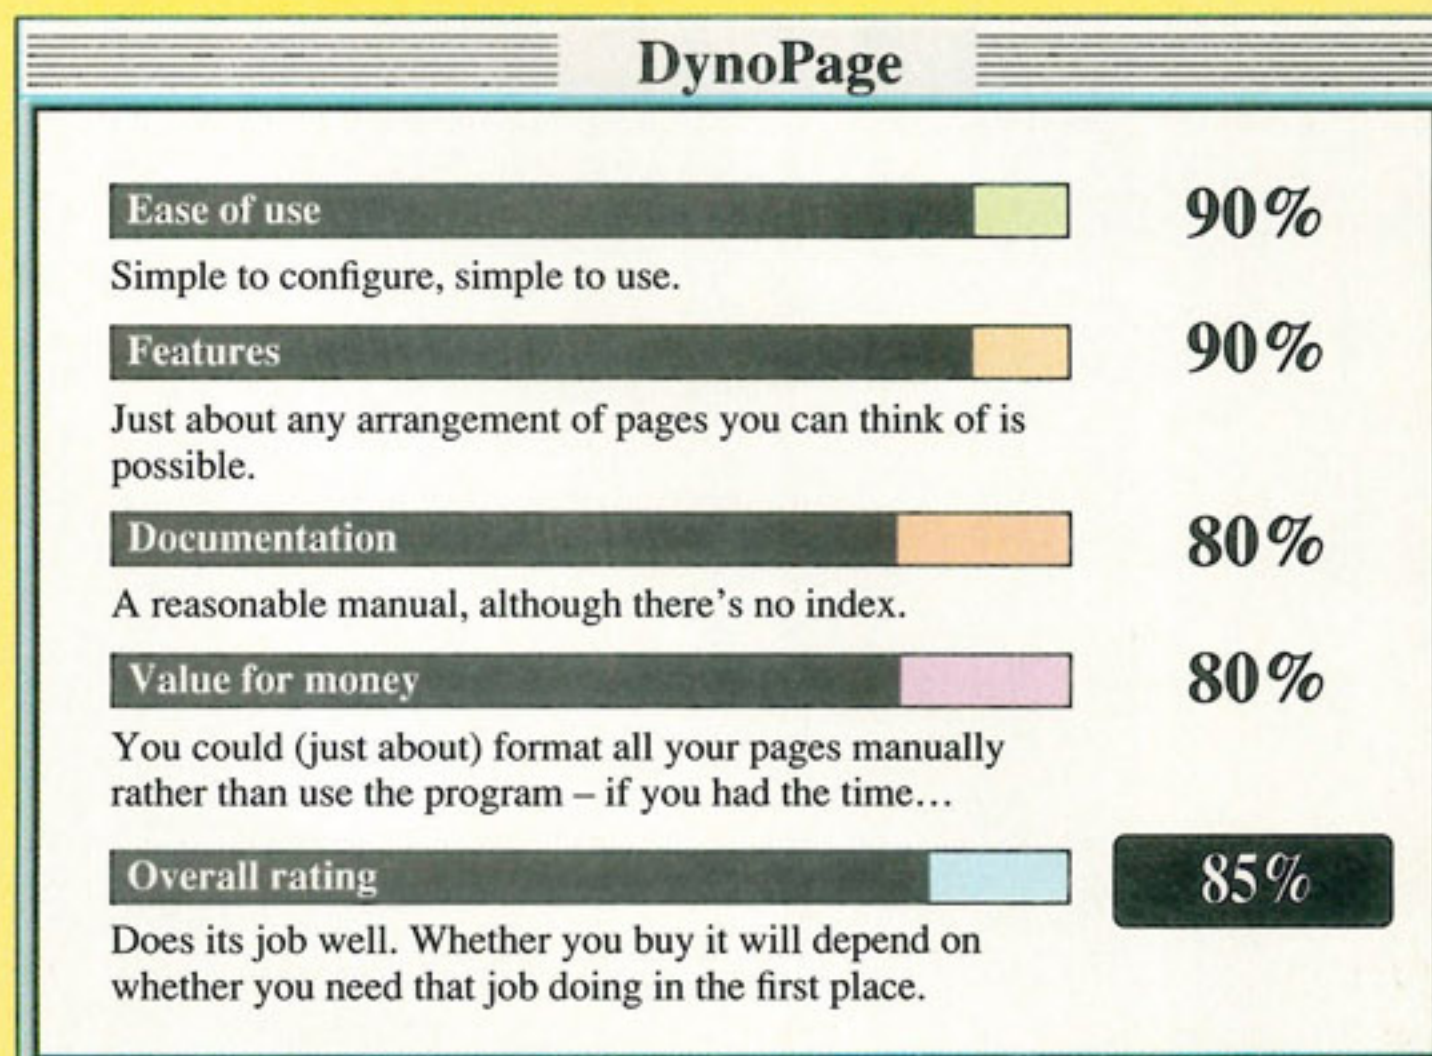 DynoPage
Ease of use 90%
Simple to configure, simple to use.
Features 90%
Just about any arrangement of pages you can think of is
possible.
Documentation 80%
A reasonable manual, although there's no index.
Value for money 80%
You could (just about) format all your pages manually
rather than use the program – if you had the time…
Overall rating 85%
Does its job well. Whether you buy it will depend on
whether you need that job doing in the first place.